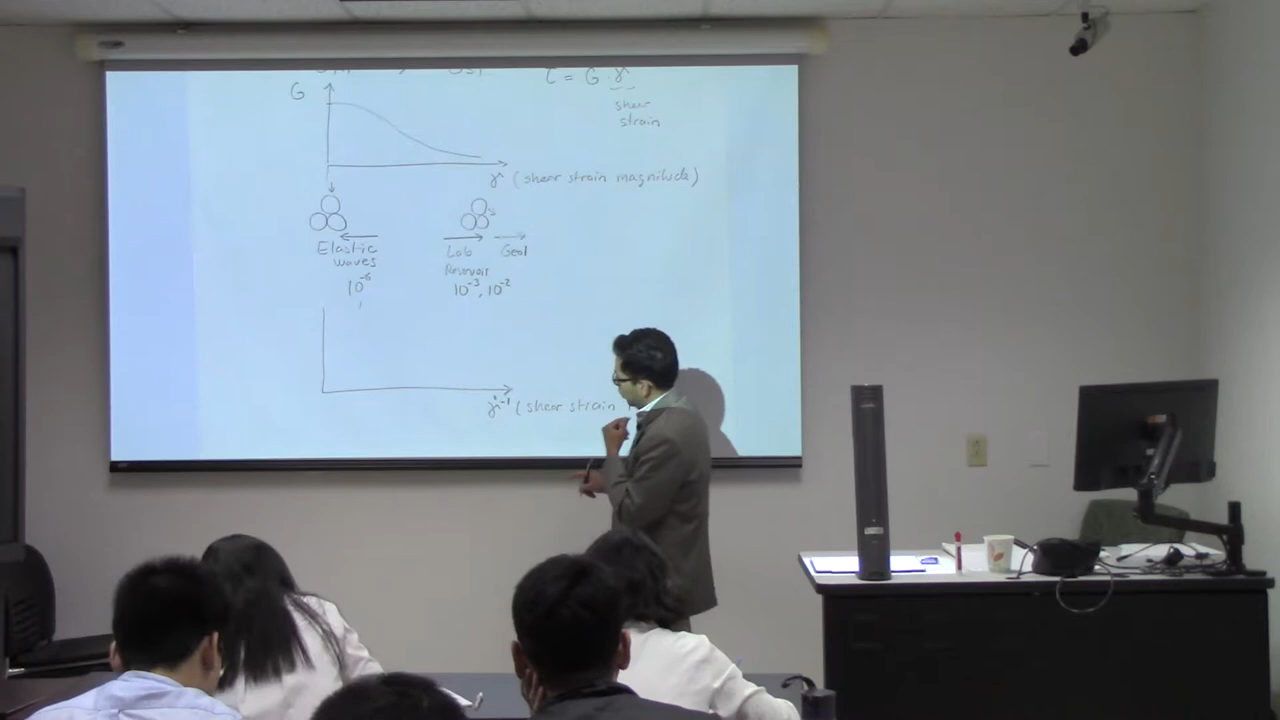 τ = G · γ
G
shear
strain
γ (shear strain magnitude)
Elastic
waves
10⁻⁶
Lab
Geol
Reservoir
10⁻³, 10⁻²
γ̇⁻¹ (shear strain